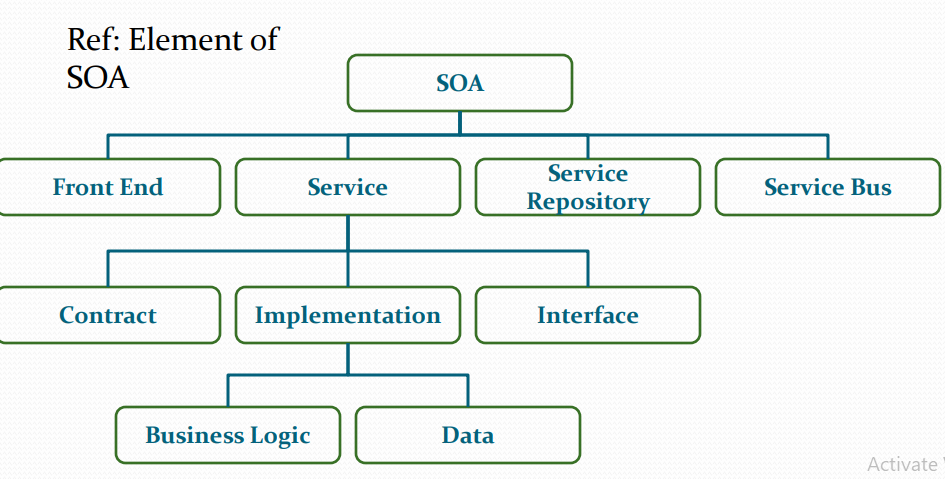 Ref: Element of
SOA
SOA
Front End
Service
Service
Repository
Service Bus
Contract
Implementation
Interface
Business Logic
Data
Activate